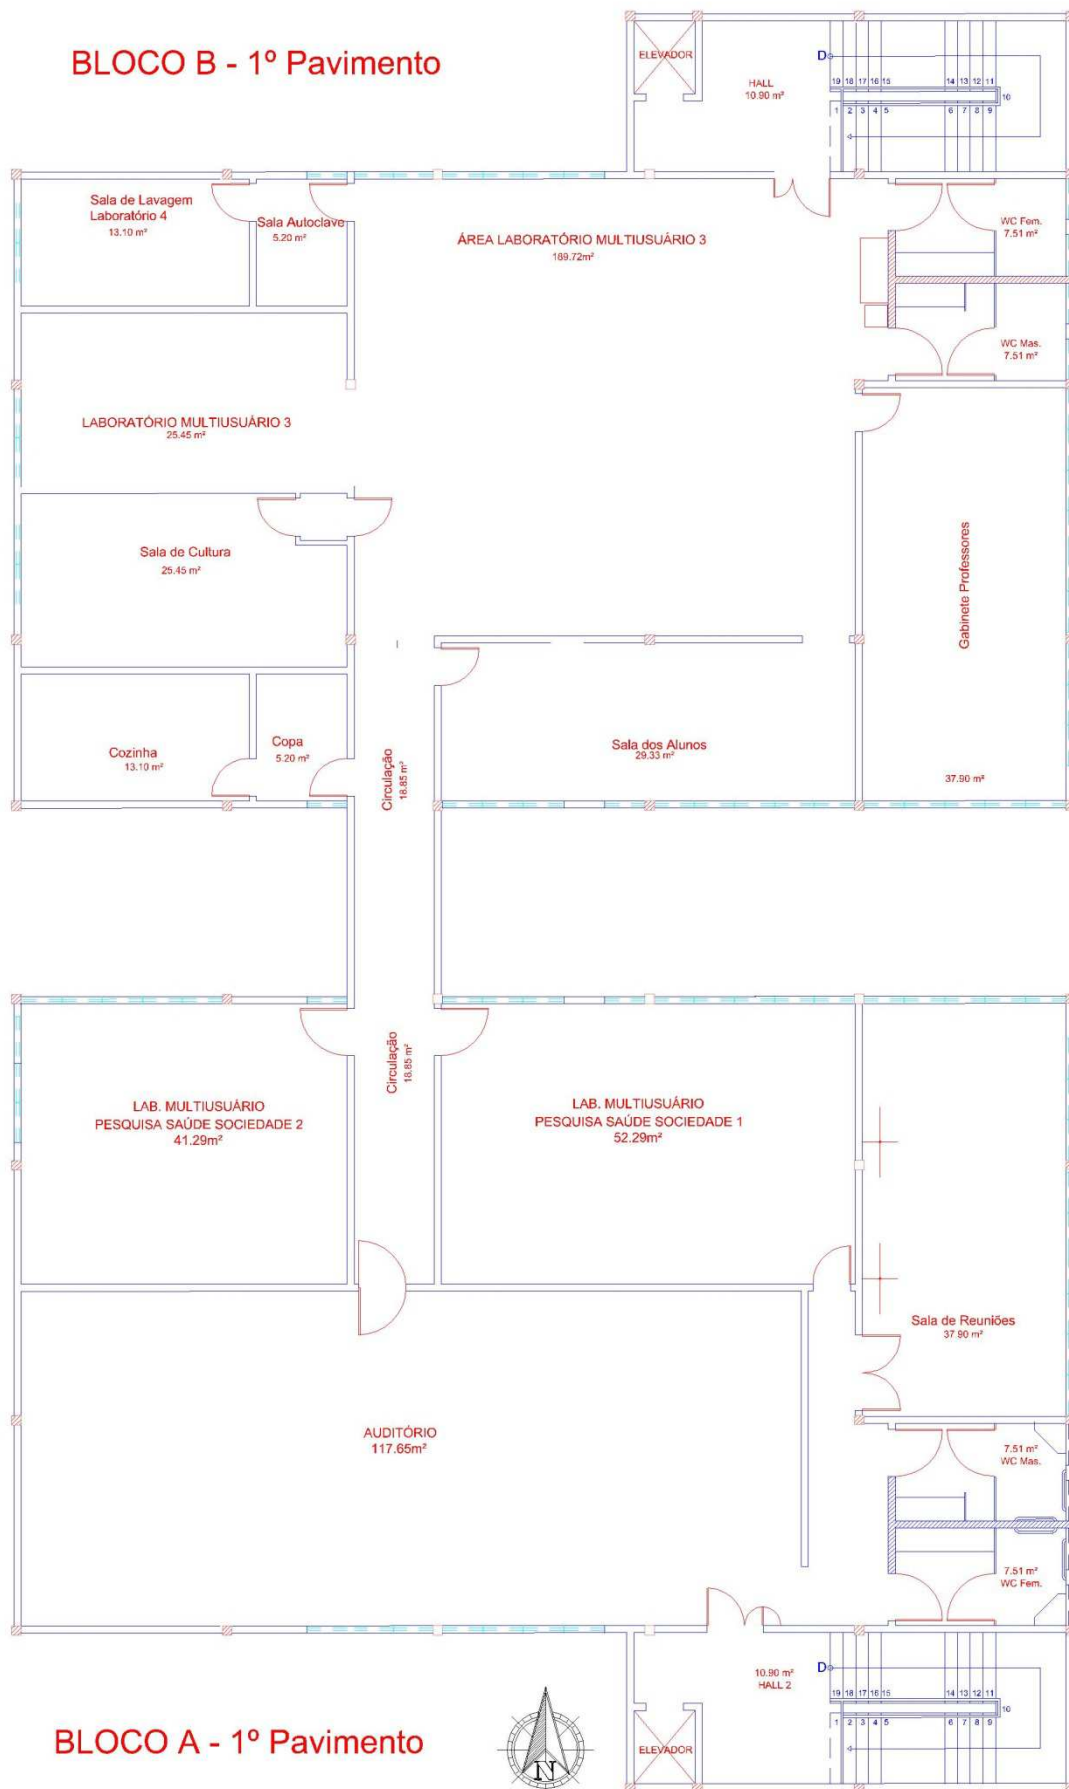 BLOCO B - 1º Pavimento
ELEVADOR
HALL
10.90 m²
D
19 18 17 16 15
14 13 12 11
10
1 2 3 4 5
6 7 8 9
Sala de Lavagem
Laboratório 4
13.10 m²
Sala Autoclave
5.20 m²
ÁREA LABORATÓRIO MULTIUSUÁRIO 3
189.72m²
WC Fem.
7.51 m²
WC Mas.
7.51 m²
LABORATÓRIO MULTIUSUÁRIO 3
25.45 m²
Sala de Cultura
25.45 m²
Gabinete Professores
37.90 m²
Cozinha
13.10 m²
Copa
5.20 m²
Circulação
18.85 m²
Sala dos Alunos
29.33 m²
Circulação
18.85 m²
LAB. MULTIUSUÁRIO
PESQUISA SAÚDE SOCIEDADE 2
41.29m²
LAB. MULTIUSUÁRIO
PESQUISA SAÚDE SOCIEDADE 1
52.29m²
Sala de Reuniões
37.90 m²
AUDITÓRIO
117.65m²
7.51 m²
WC Mas.
7.51 m²
WC Fem.
10.90 m²
HALL 2
D
19 18 17 16 15
14 13 12 11
10
1 2 3 4 5
6 7 8 9
ELEVADOR
BLOCO A - 1º Pavimento
N